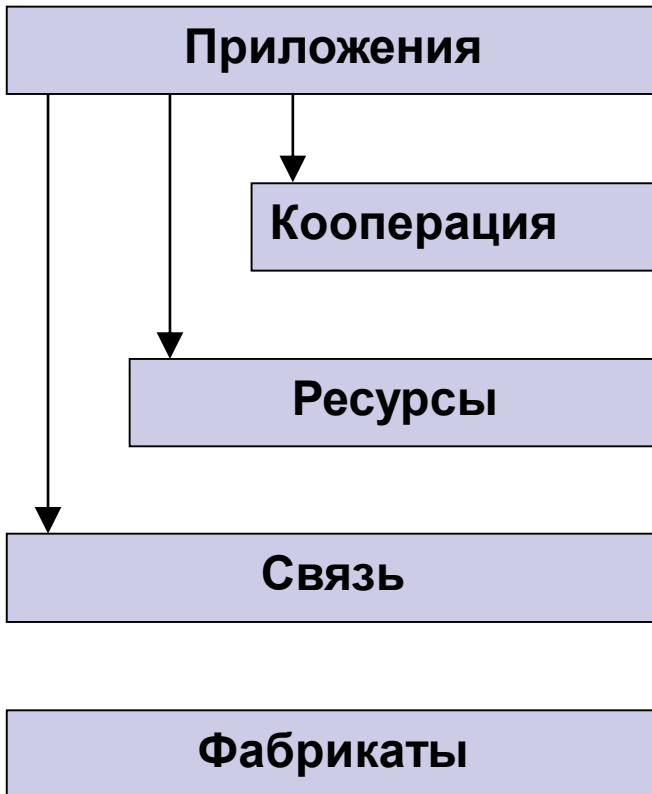 Приложения
Кооперация
Ресурсы
Связь
Фабрикаты